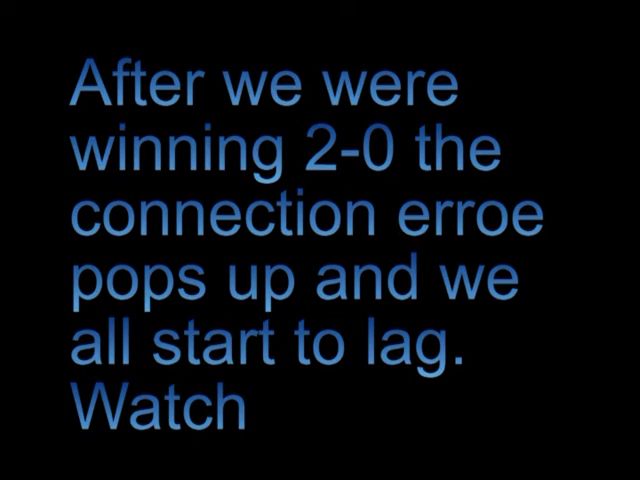 After we were
winning 2-0 the
connection erroe
pops up and we
all start to lag.
Watch